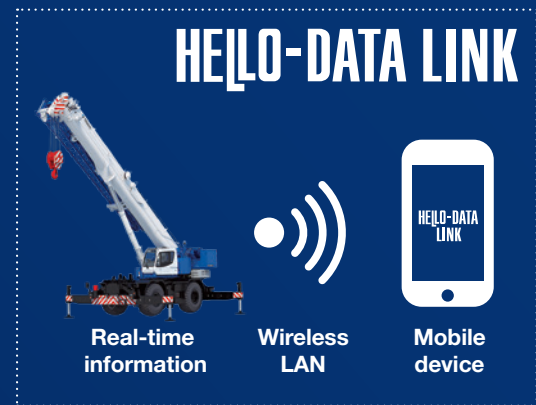 HELLO-DATA LINK
HELLO-DATA
LINK
Real-time
information
Wireless
LAN
Mobile
device